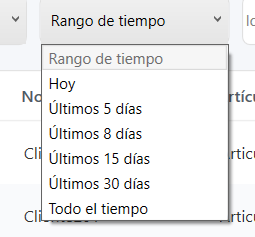 Rango de tiempo
Rango de tiempo
Hoy
Últimos 5 días
Últimos 8 días
Últimos 15 días
Últimos 30 días
Todo el tiempo